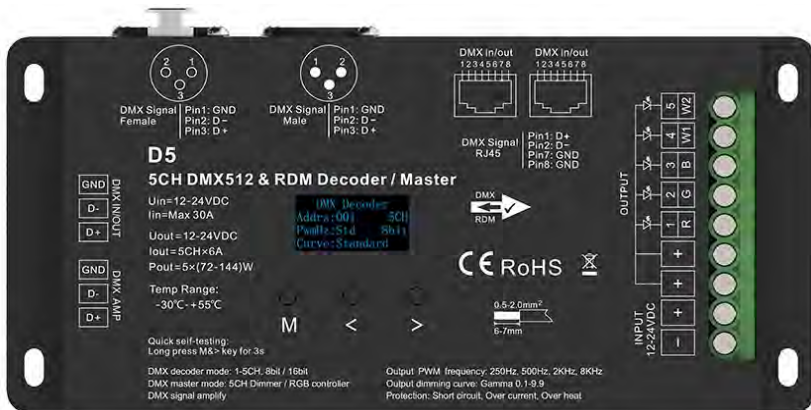 2 1
3
DMX Signal Female
Pin1: GND
Pin2: D-
Pin3: D+
1 2
3
DMX Signal Male
Pin1: GND
Pin2: D-
Pin3: D+
DMX in/out
12345678
DMX in/out
12345678
DMX Signal RJ45
Pin1: D+
Pin2: D-
Pin7: GND
Pin8: GND
D5
5CH DMX512 & RDM Decoder / Master
Uin=12-24VDC
Iin=Max 30A
Uout=12-24VDC
Iout=5CH×6A
Pout=5×(72-144)W
Temp Range:
-30℃-+55℃
DMX Decoder
Addrs:001 5CH
PwmHz:Std 8bit
Curve:Standard
DMX
RDM
CE RoHS
M < >
0.5-2.0mm²
6-7mm
GND
D-
D+
DMX IN/OUT
GND
D-
D+
DMX AMP
OUTPUT
5 W2
4 W1
3 B
2 G
1 R
+
+
+
−
INPUT
12-24VDC
Quick self-testing:
Long press M&> key for 3s
DMX decoder mode: 1-5CH, 8bit / 16bit
DMX master mode: 5CH Dimmer / RGB controller
DMX signal amplify
Output PWM frequency: 250Hz, 500Hz, 2KHz, 8KHz
Output dimming curve: Gamma 0.1-9.9
Protection: Short circuit, Over current, Over heat